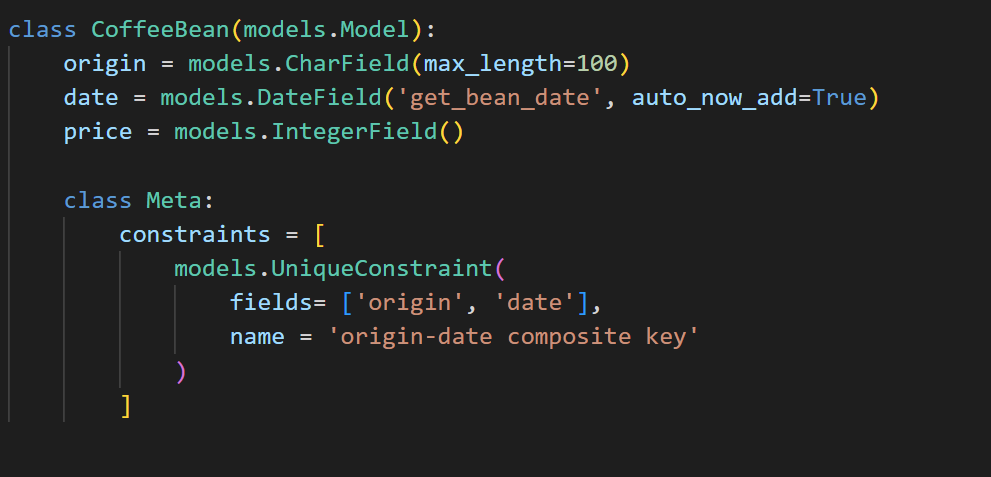 class CoffeeBean(models.Model):
    origin = models.CharField(max_length=100)
    date = models.DateField('get_bean_date', auto_now_add=True)
    price = models.IntegerField()

    class Meta:
        constraints = [
            models.UniqueConstraint(
                fields= ['origin', 'date'],
                name = 'origin-date composite key'
            )
        ]